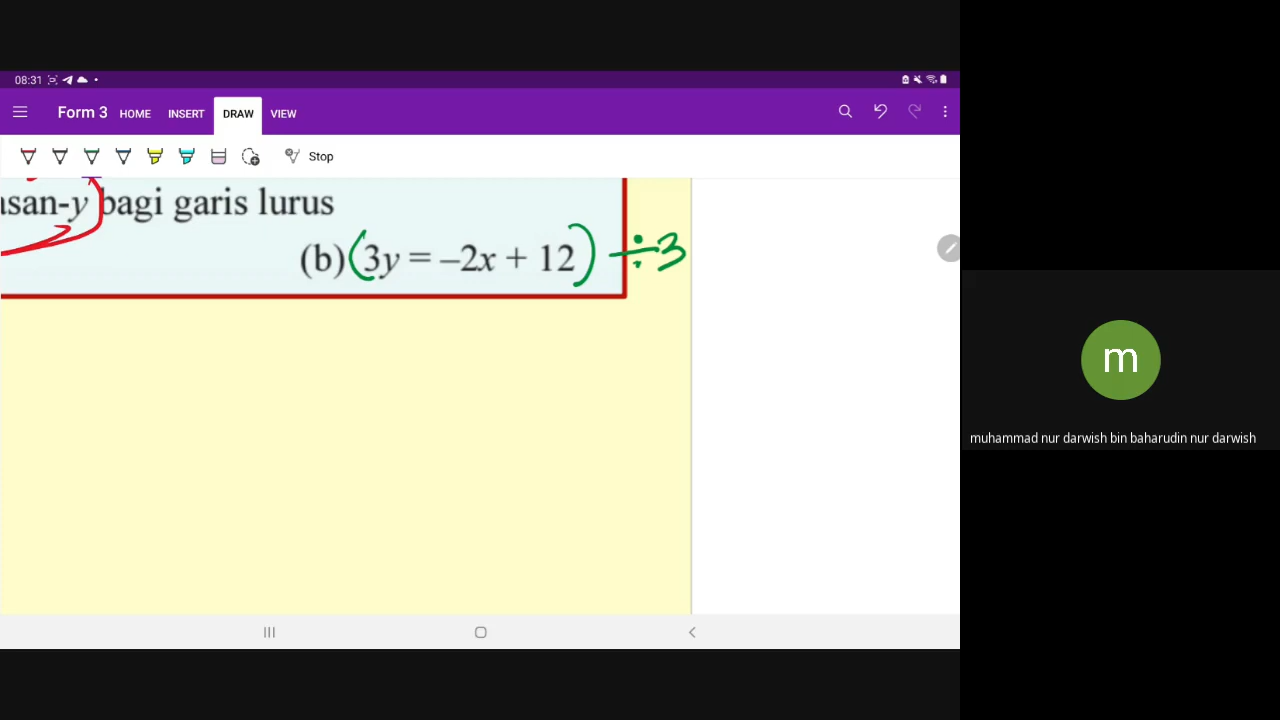 08:31
Form 3 HOME INSERT DRAW VIEW
Stop
asan-y bagi garis lurus
(b) (3y = –2x + 12) ÷3
m
muhammad nur darwish bin baharudin nur darwish